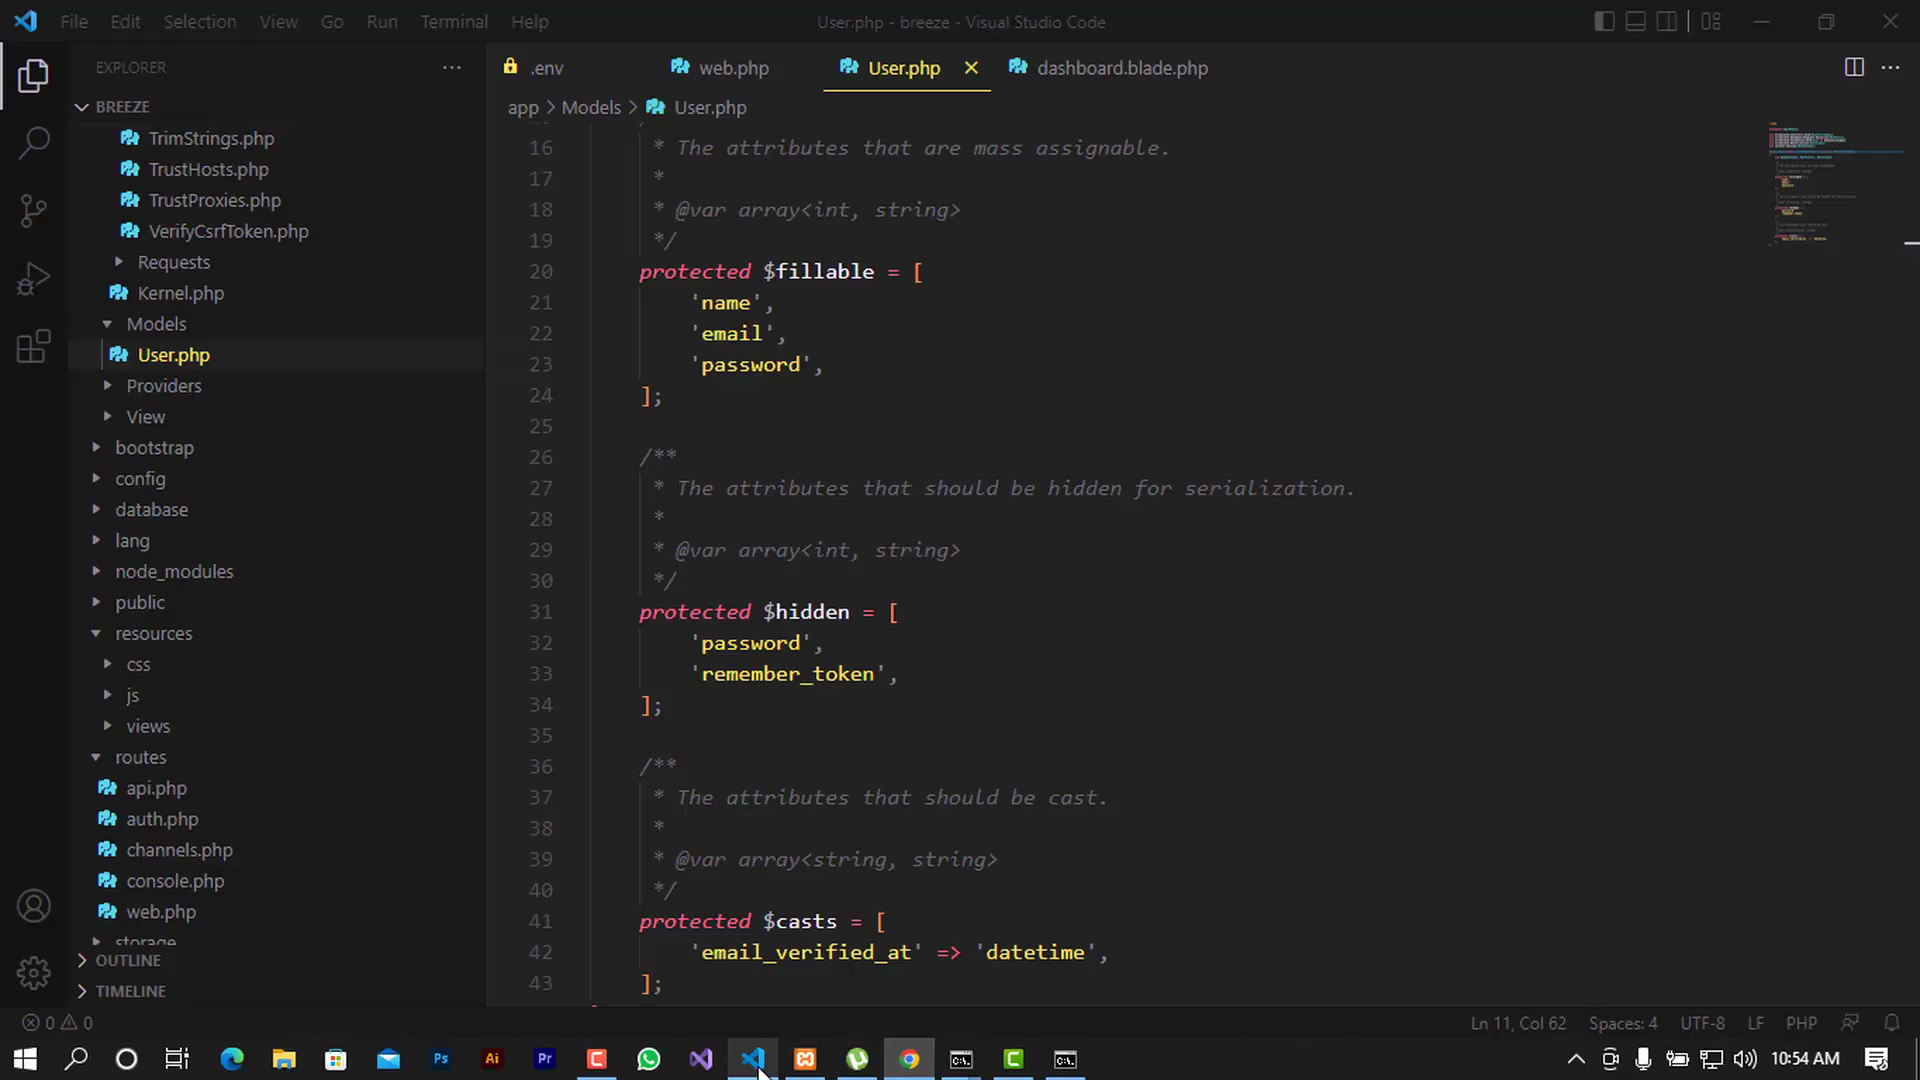 File Edit Selection View Go Run Terminal Help
User.php - breeze - Visual Studio Code
EXPLORER
BREEZE
TrimStrings.php
TrustHosts.php
TrustProxies.php
VerifyCsrfToken.php
Requests
Kernel.php
Models
User.php
Providers
View
bootstrap
config
database
lang
node_modules
public
resources
css
js
views
routes
api.php
auth.php
channels.php
console.php
web.php
storage
OUTLINE
TIMELINE
.env web.php User.php dashboard.blade.php
app > Models > User.php
16 * The attributes that are mass assignable.
17 *
18 * @var array<int, string>
19 */
20 protected $fillable = [
21 'name',
22 'email',
23 'password',
24 ];
25
26 /**
27 * The attributes that should be hidden for serialization.
28 *
29 * @var array<int, string>
30 */
31 protected $hidden = [
32 'password',
33 'remember_token',
34 ];
35
36 /**
37 * The attributes that should be cast.
38 *
39 * @var array<string, string>
40 */
41 protected $casts = [
42 'email_verified_at' => 'datetime',
43 ];
0 0 Ln 11, Col 62 Spaces: 4 UTF-8 LF PHP
Ps Ai Pr 10:54 AM